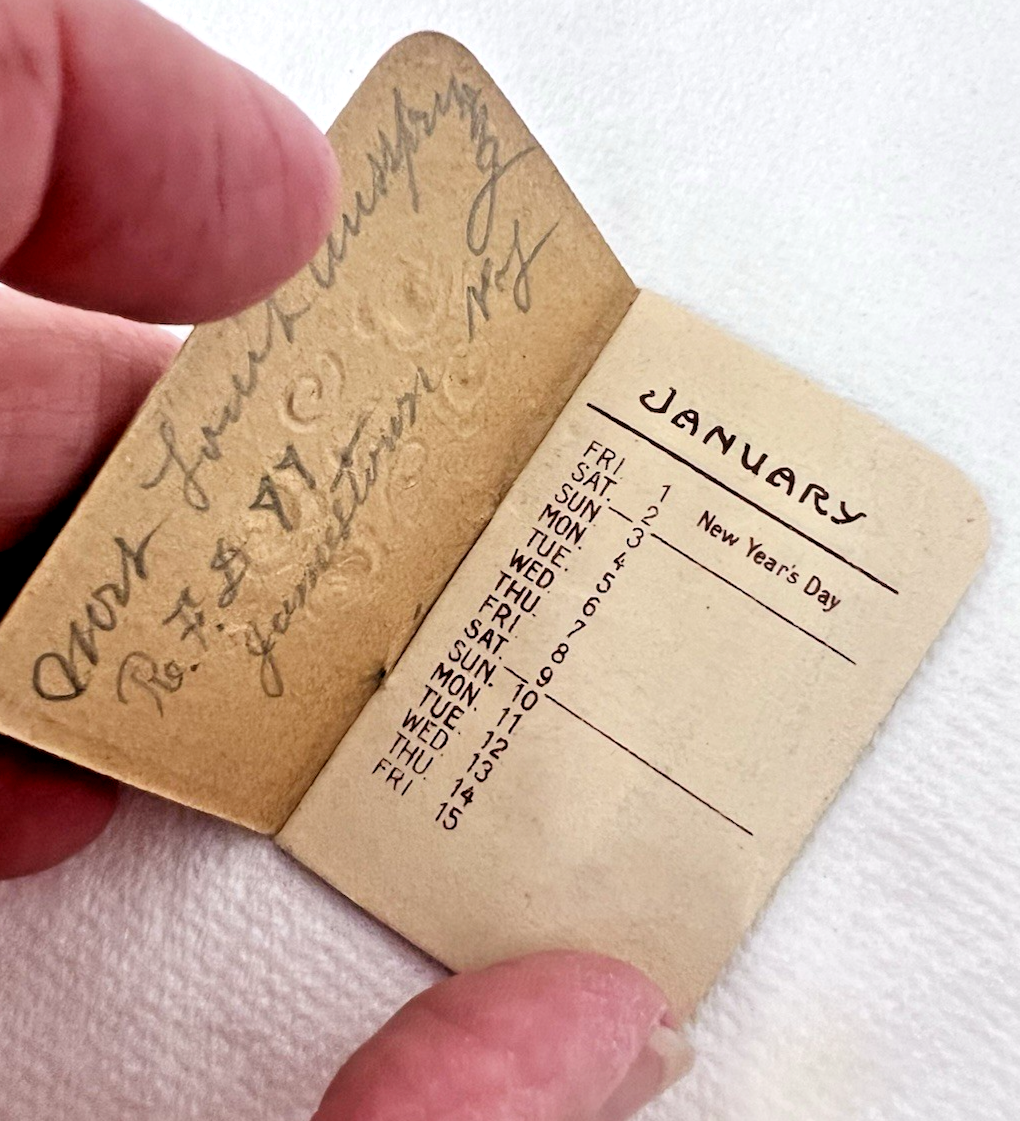 R.F.D
Jamestown N.Y
JANUARY
FRI. 1 New Year's Day
SAT. 2
SUN 3
MON. 4
TUE. 5
WED. 6
THU. 7
FRI. 8
SAT. 9
SUN. 10
MON. 11
TUE. 12
WED. 13
THU. 14
FRI 15